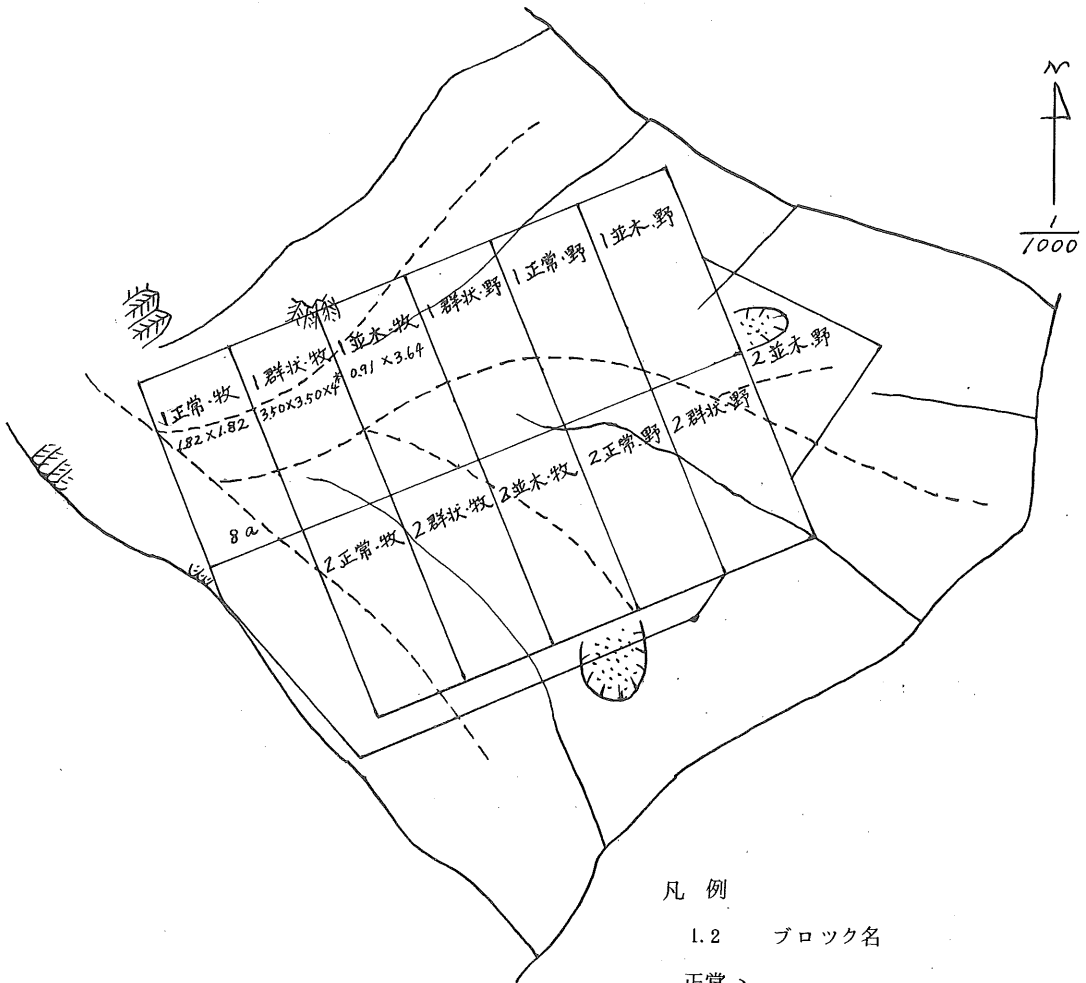 N
1
1000
1 並木.野
1 正常.野
1 群状.野
1 並木.牧
0.91 × 3.64
1 群状.牧
3.50×3.50×4本
1 正常.牧
1.82 × 1.82
8a
2 並木.野
2 群状.野
2 正常.野
2 並木.牧
2 群状.牧
2 正常.牧
凡 例
1.2 ブロック名
正常